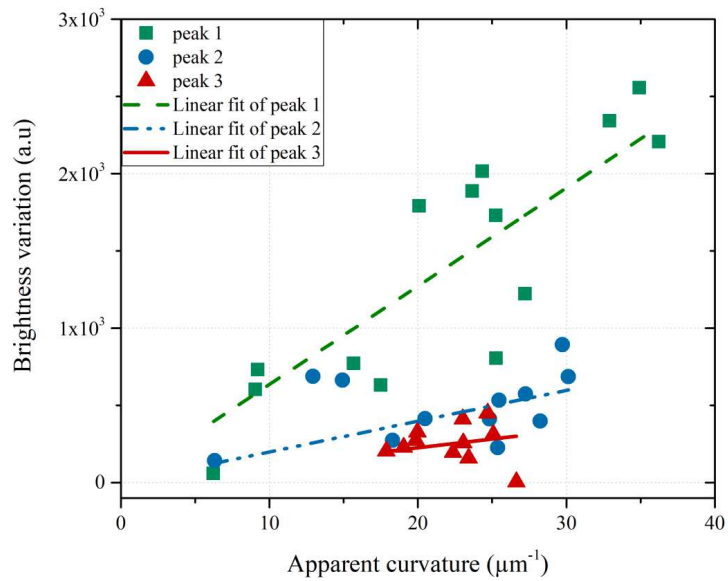 3x10³
2x10³
1x10³
0
Brightness variation (a.u)
peak 1
peak 2
peak 3
Linear fit of peak 1
Linear fit of peak 2
Linear fit of peak 3
0 10 20 30 40
Apparent curvature (µm⁻¹)